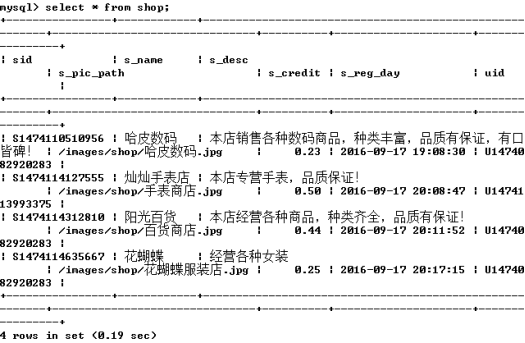 mysql> select * from shop;
+----------------+-----------+---------------------------------------------
------+--------------------------------+----------+---------------------+---
---------+
| sid | s_name | s_desc
| s_pic_path | s_credit | s_reg_day | uid
|
+----------------+-----------+---------------------------------------------
------+--------------------------------+----------+---------------------+---
---------+
| S1474110510956 | 哈皮数码 | 本店销售各种数码商品，种类丰富，品质有保证，有口
皆碑！ | /images/shop/哈皮数码.jpg | 0.23 | 2016-09-17 19:08:30 | U14740
82920283 |
| S1474114127555 | 灿灿手表店 | 本店专营手表，品质保证！
| /images/shop/手表商店.jpg | 0.50 | 2016-09-17 20:08:47 | U14741
13993375 |
| S1474114312810 | 阳光百货 | 本店经营各种商品，种类齐全，品质有保证！
| /images/shop/百货商店.jpg | 0.44 | 2016-09-17 20:11:52 | U14740
82920283 |
| S1474114635667 | 花蝴蝶 | 经营各种女装
| /images/shop/花蝴蝶服装店.jpg | 0.25 | 2016-09-17 20:17:15 | U14740
82920283 |
+----------------+-----------+---------------------------------------------
------+--------------------------------+----------+---------------------+---
---------+
4 rows in set (0.19 sec)